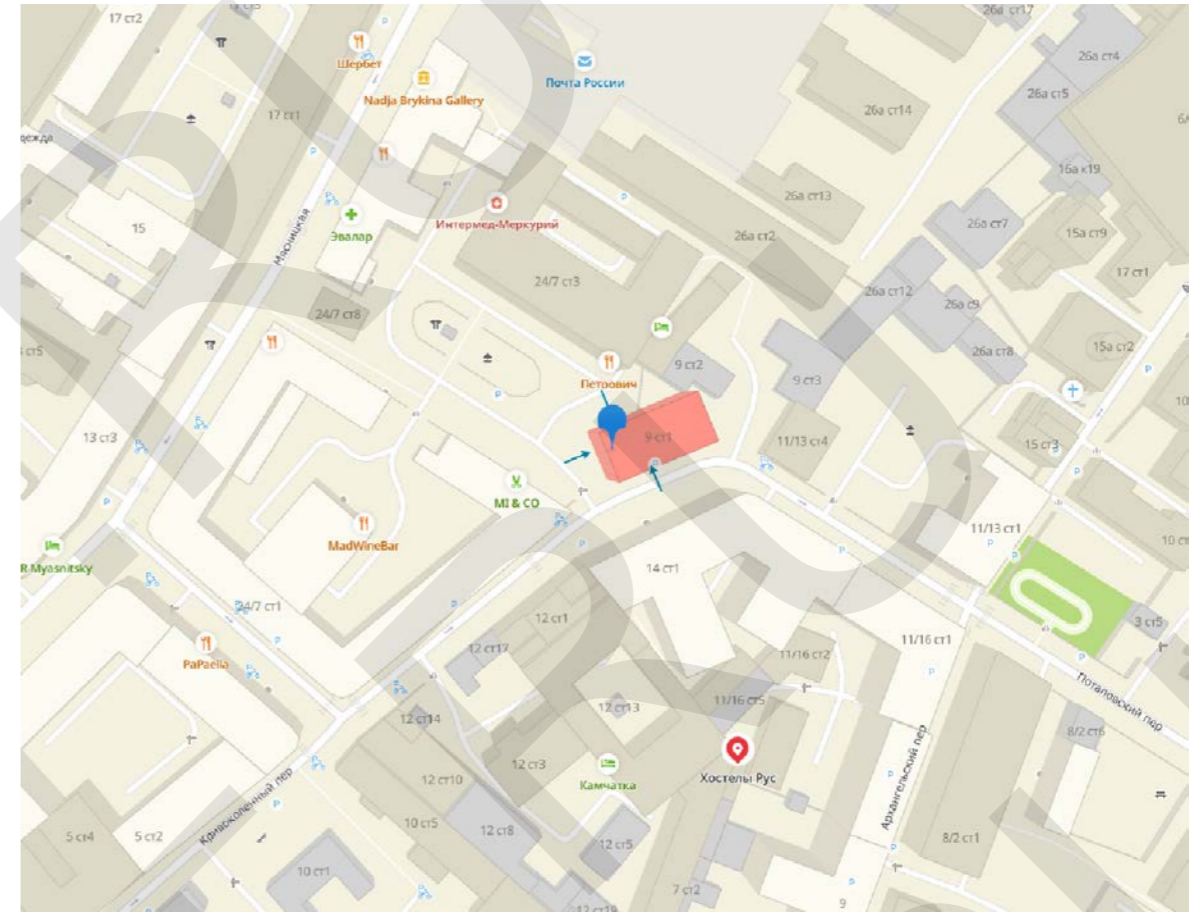 17 ст2
26а ст17
Шербет
26а ст4
Почта России
Nadja Brykina Gallery
26а ст5
26а ст14
17 ст1
16а к19
26а ст13
Мясницкая
15
Эвалар
Интермед-Меркурий
26а ст2
26а ст7
15а ст9
17 ст1
24/7 ст3
26а ст12
26а с9
24/7 ст8
26а ст8
15а ст2
Петрович
9 ст2
9 ст3
13 ст3
9 ст1
11/13 ст4
15 ст3
MI & CO
11/13 ст1
MadWineBar
R Myasnitsky
14 ст1
24/7 ст1
12 ст1
3 ст5
11/16 ст1
12 ст17
PaPaella
11/16 ст2
Потаповский пер
12 ст14
12 ст13
11/16 ст5
8/2 ст6
12 ст3
Хостелы Рус
12 ст10
Камчатка
Архангельский пер
Кривоколенный пер
5 ст4
5 ст2
10 ст5
12 ст8
12 ст5
8/2 ст1
10 ст1
7 ст2
9
12 ст19